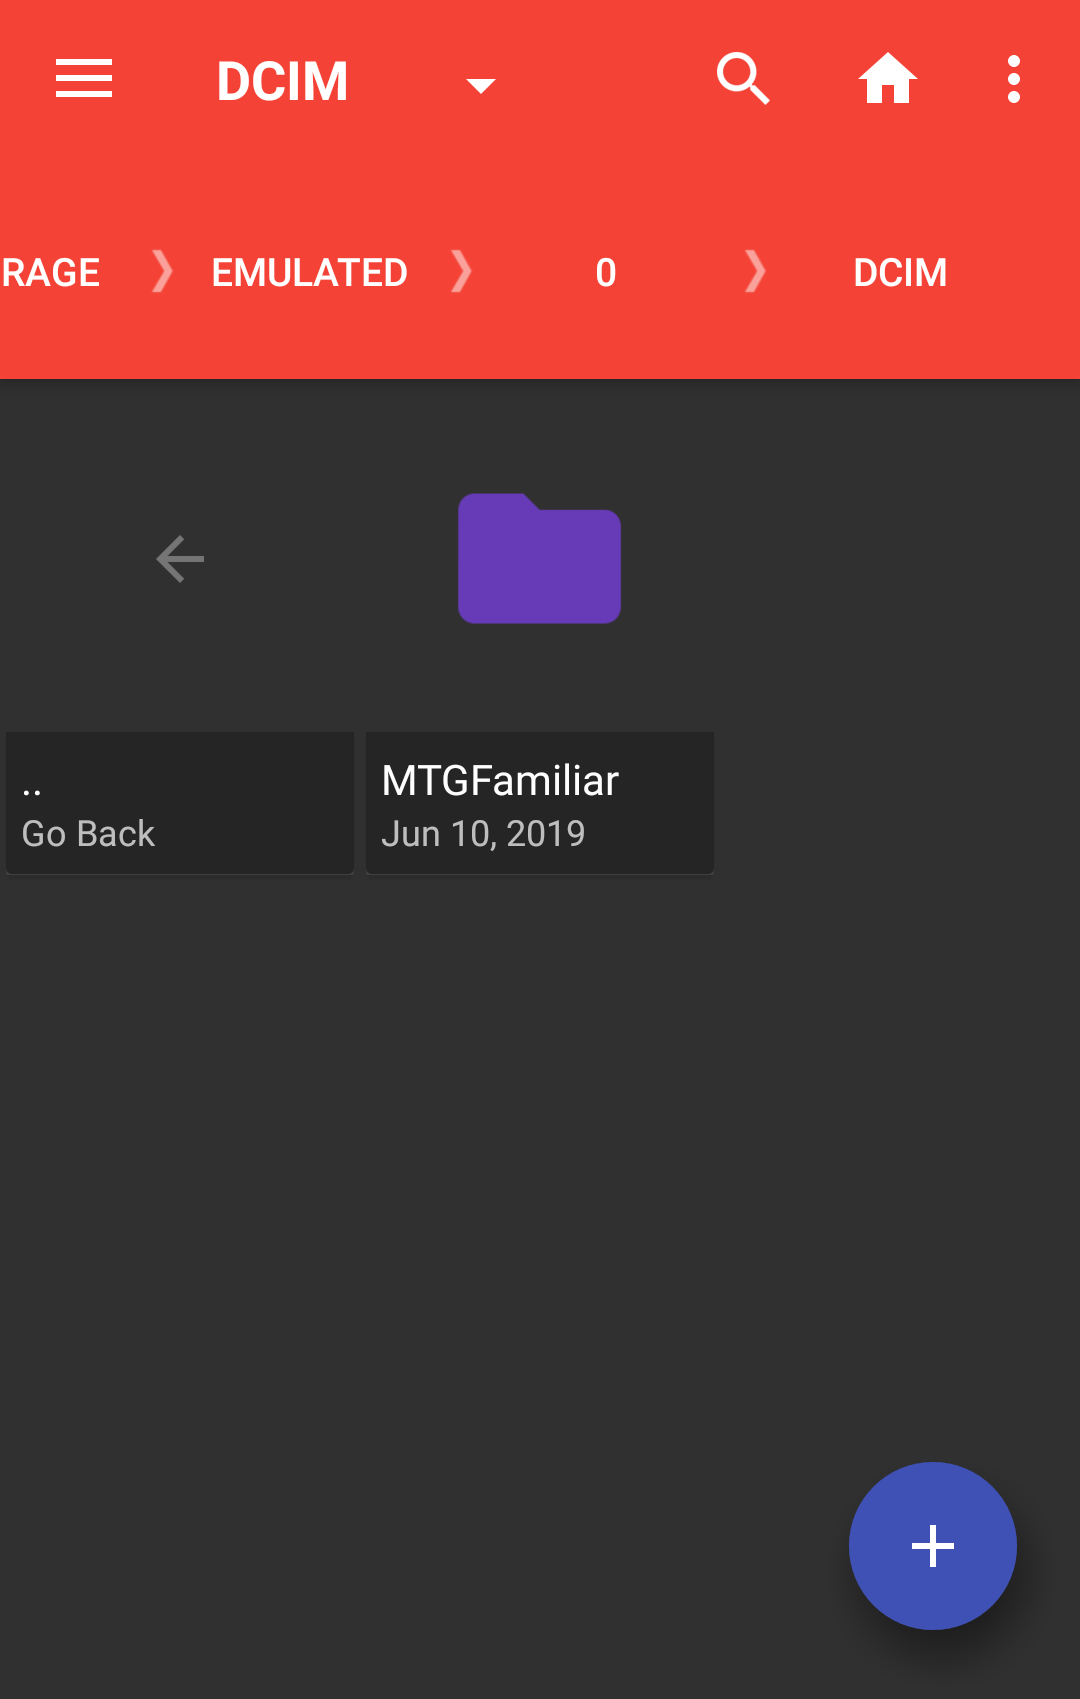 DCIM
RAGE ❯ EMULATED ❯ 0 ❯ DCIM
..
Go Back
MTGFamiliar
Jun 10, 2019